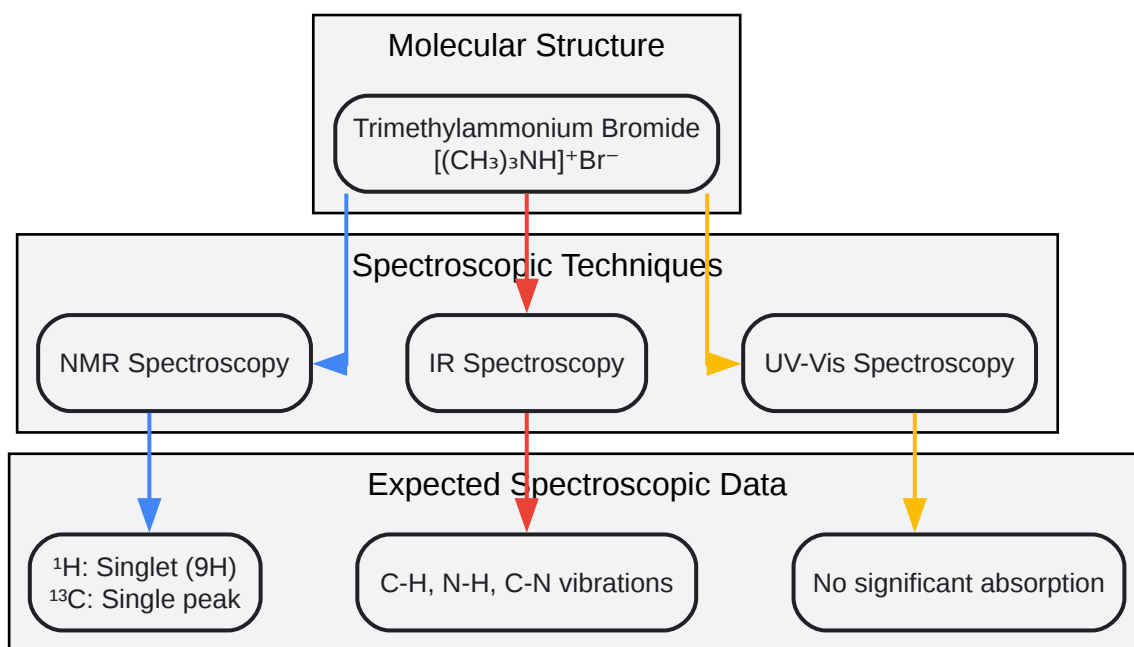 Molecular Structure
Trimethylammonium Bromide
[(CH₃)₃NH]⁺Br⁻
Spectroscopic Techniques
NMR Spectroscopy
IR Spectroscopy
UV-Vis Spectroscopy
Expected Spectroscopic Data
¹H: Singlet (9H)
¹³C: Single peak
C-H, N-H, C-N vibrations
No significant absorption